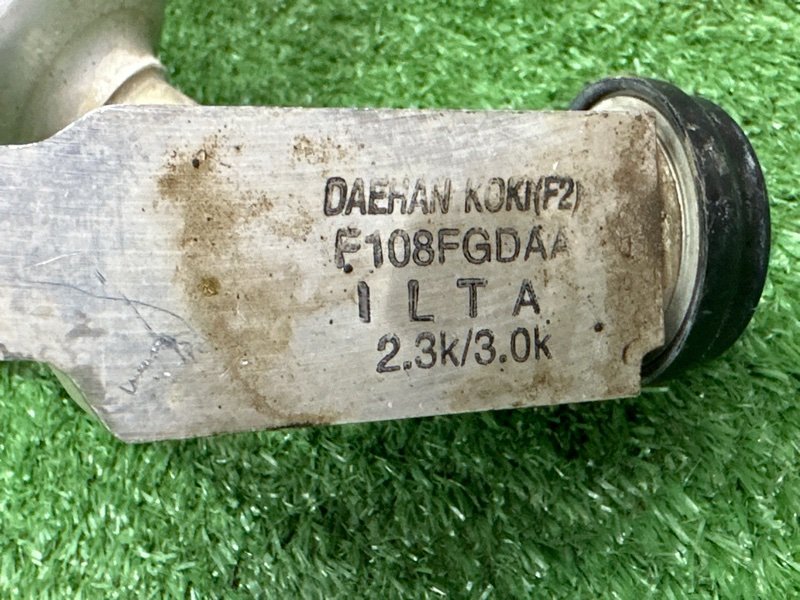 DAEHAN KOKI(F2)
F108FGDAA
I L T A
2.3k/3.0k